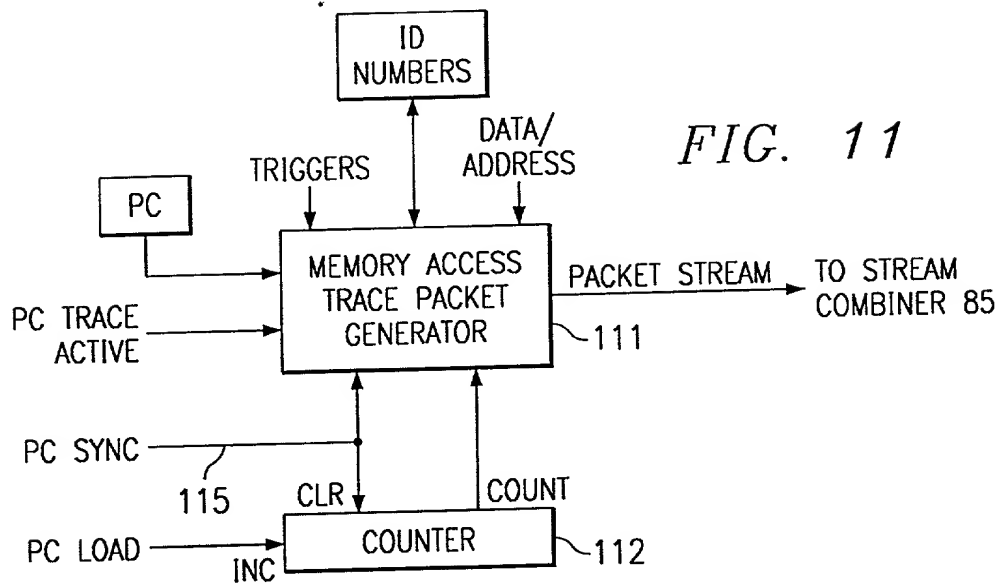 ID
NUMBERS
FIG. 11
DATA/
ADDRESS
TRIGGERS
PC
MEMORY ACCESS
TRACE PACKET
GENERATOR
PACKET STREAM
TO STREAM
COMBINER 85
PC TRACE
ACTIVE
111
PC SYNC
115
CLR
COUNT
PC LOAD
INC
COUNTER
112